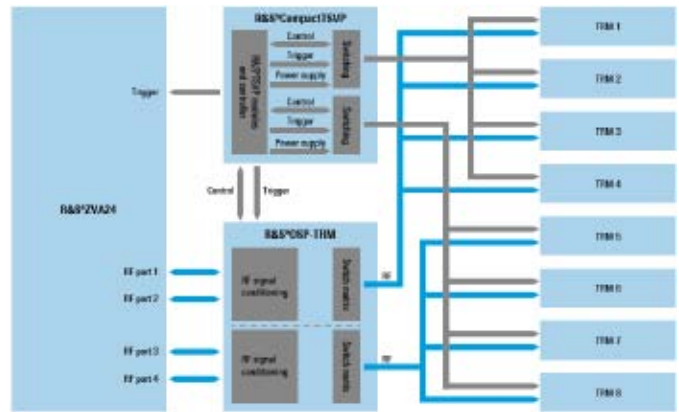 R&S®CompactTSVP
Control
Trigger
Power supply
Switching
Control
Trigger
Power supply
Switching
and controller
Trigger
Control
Trigger
R&S®ZVA24
R&S®OSP-TRM
RF port 1
RF port 2
RF signal
conditioning
Switch matrix
RF
RF port 3
RF port 4
RF signal
conditioning
Switch matrix
RF
TRM 1
TRM 2
TRM 3
TRM 4
TRM 5
TRM 6
TRM 7
TRM 8